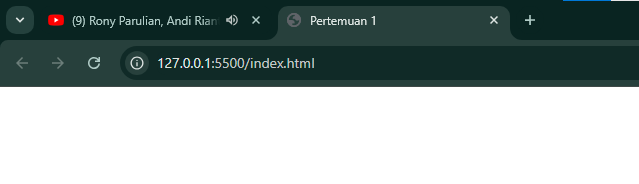 (9) Rony Parulian, Andi Rian
Pertemuan 1
127.0.0.1:5500/index.html